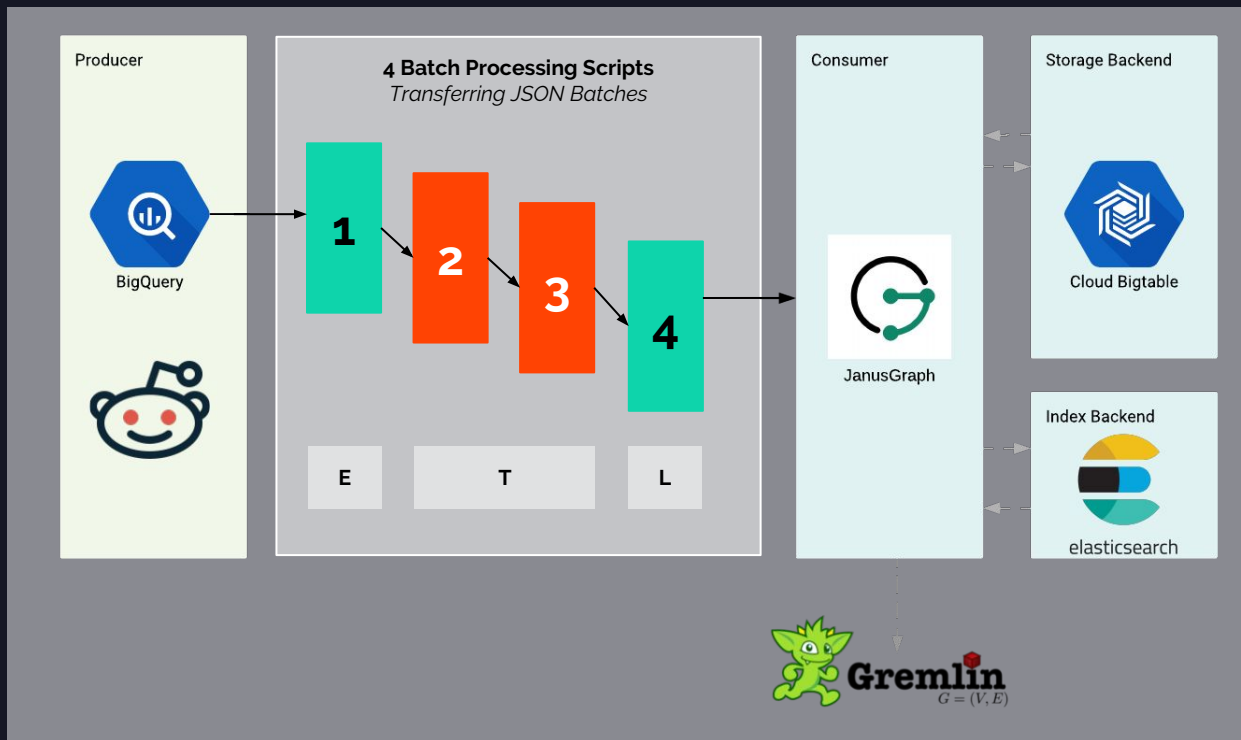 Producer
BigQuery
4 Batch Processing Scripts
Transferring JSON Batches
1
2
3
4
E
T
L
Consumer
JanusGraph
Storage Backend
Cloud Bigtable
Index Backend
elasticsearch
Gremlin
G = (V, E)